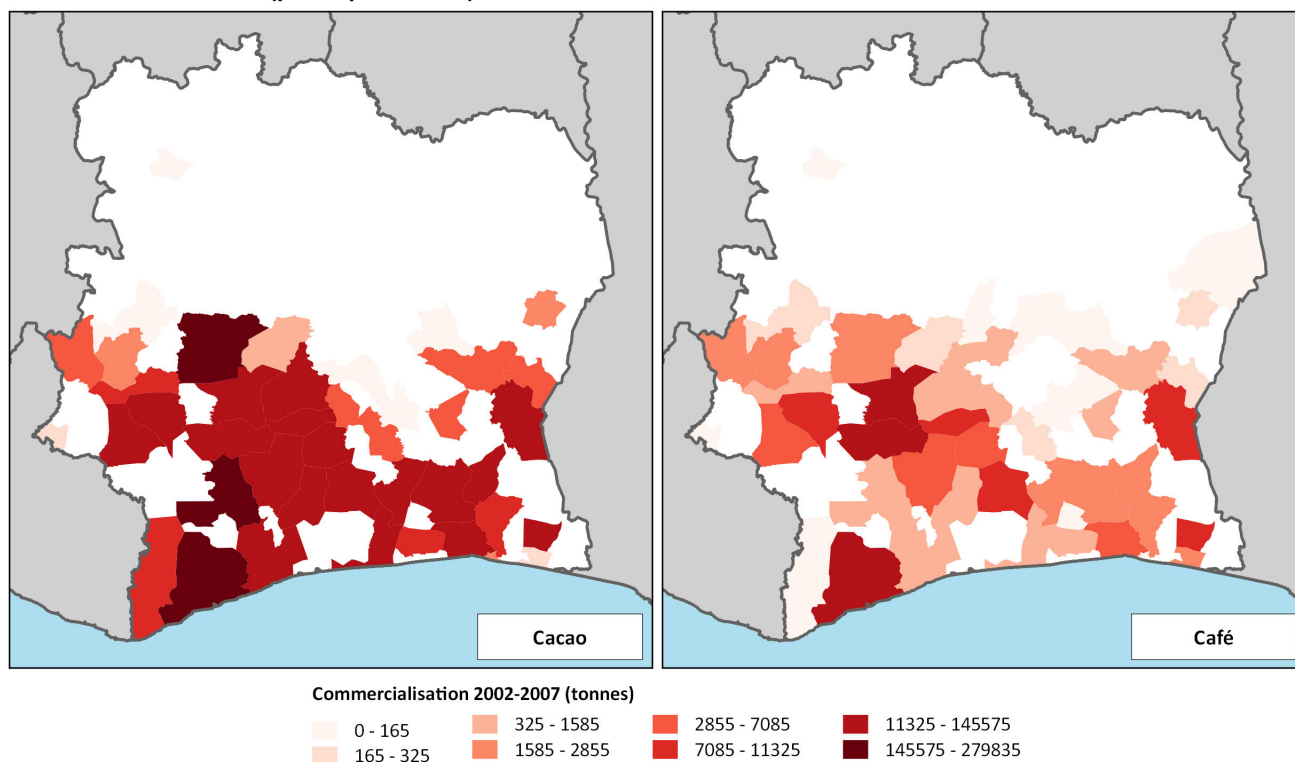 Cacao
Café
Commercialisation 2002-2007 (tonnes)
0 - 165
165 - 325
325 - 1585
1585 - 2855
2855 - 7085
7085 - 11325
11325 - 145575
145575 - 279835